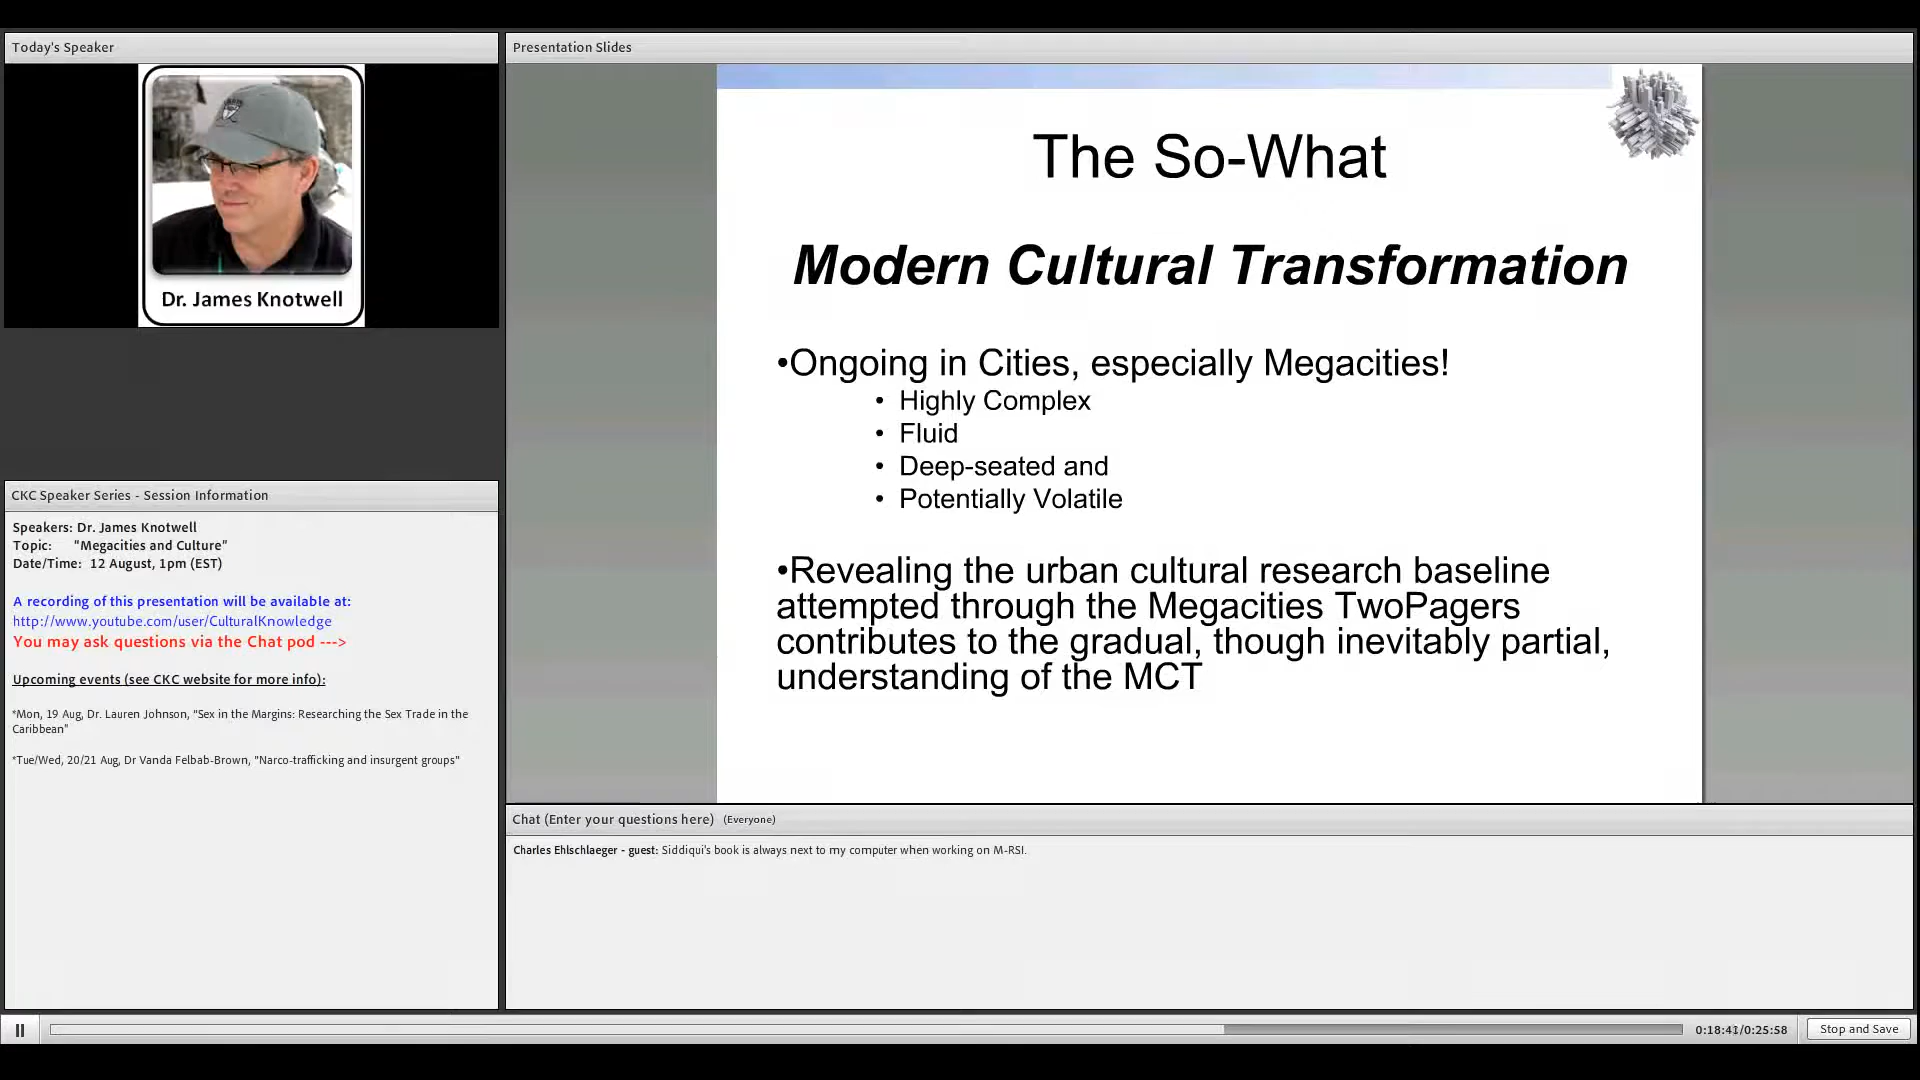 Today's Speaker
Dr. James Knotwell
CKC Speaker Series - Session Information
Speakers: Dr. James Knotwell
Topic: "Megacities and Culture"
Date/Time: 12 August, 1pm (EST)
A recording of this presentation will be available at:
http://www.youtube.com/user/CulturalKnowledge
You may ask questions via the Chat pod --->
Upcoming events (see CKC website for more info):
*Mon, 19 Aug, Dr. Lauren Johnson, "Sex in the Margins: Researching the Sex Trade in the
Caribbean"
*Tue/Wed, 20/21 Aug, Dr Vanda Felbab-Brown, "Narco-trafficking and insurgent groups"
Presentation Slides
The So-What
Modern Cultural Transformation
•Ongoing in Cities, especially Megacities!
• Highly Complex
• Fluid
• Deep-seated and
• Potentially Volatile
•Revealing the urban cultural research baseline
attempted through the Megacities TwoPagers
contributes to the gradual, though inevitably partial,
understanding of the MCT
Chat (Enter your questions here) (Everyone)
Charles Ehlschlaeger - guest: Siddiqui's book is always next to my computer when working on M-RSI.
0:18:41/0:25:58
Stop and Save